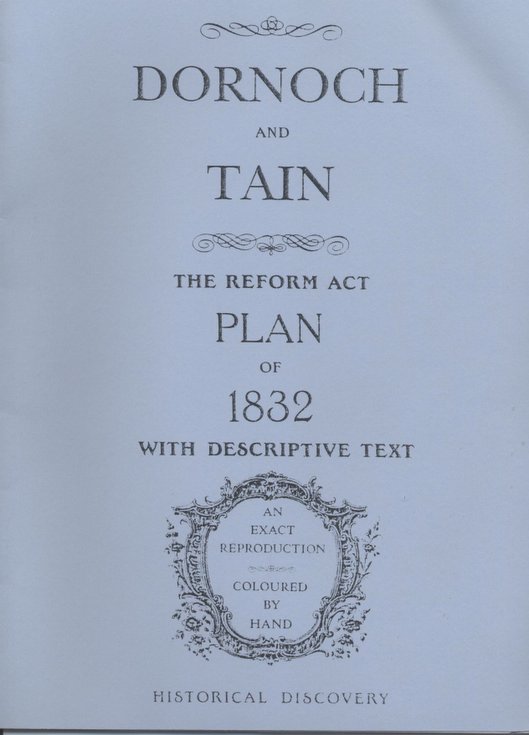 DORNOCH
AND
TAIN
THE REFORM ACT
PLAN
OF
1832
WITH DESCRIPTIVE TEXT
AN
EXACT
REPRODUCTION
COLOURED
BY
HAND
HISTORICAL DISCOVERY